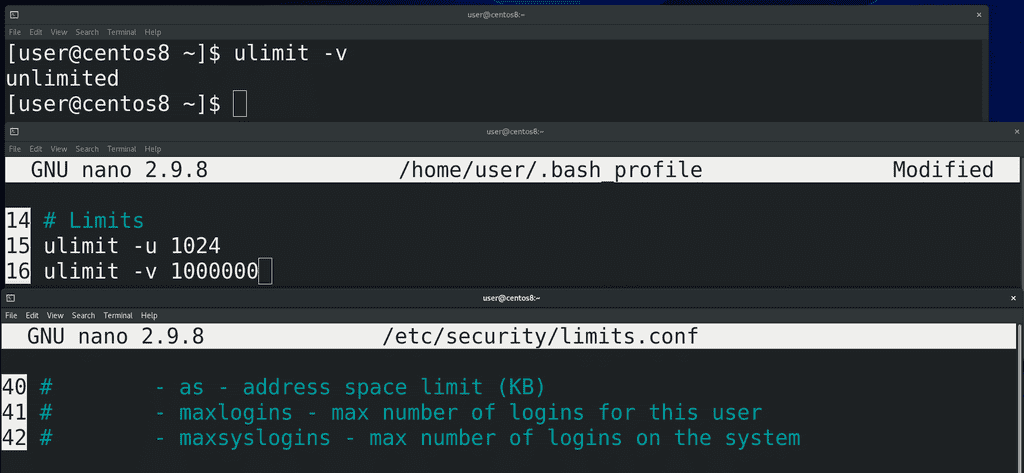 user@centos8:~ ×
File Edit View Search Terminal Help
[user@centos8 ~]$ ulimit -v
unlimited
[user@centos8 ~]$
user@centos8:~ ×
File Edit View Search Terminal Help
GNU nano 2.9.8 /home/user/.bash_profile Modified
14 # Limits
15 ulimit -u 1024
16 ulimit -v 1000000
user@centos8:~ ×
File Edit View Search Terminal Help
GNU nano 2.9.8 /etc/security/limits.conf
40 # - as - address space limit (KB)
41 # - maxlogins - max number of logins for this user
42 # - maxsyslogins - max number of logins on the system